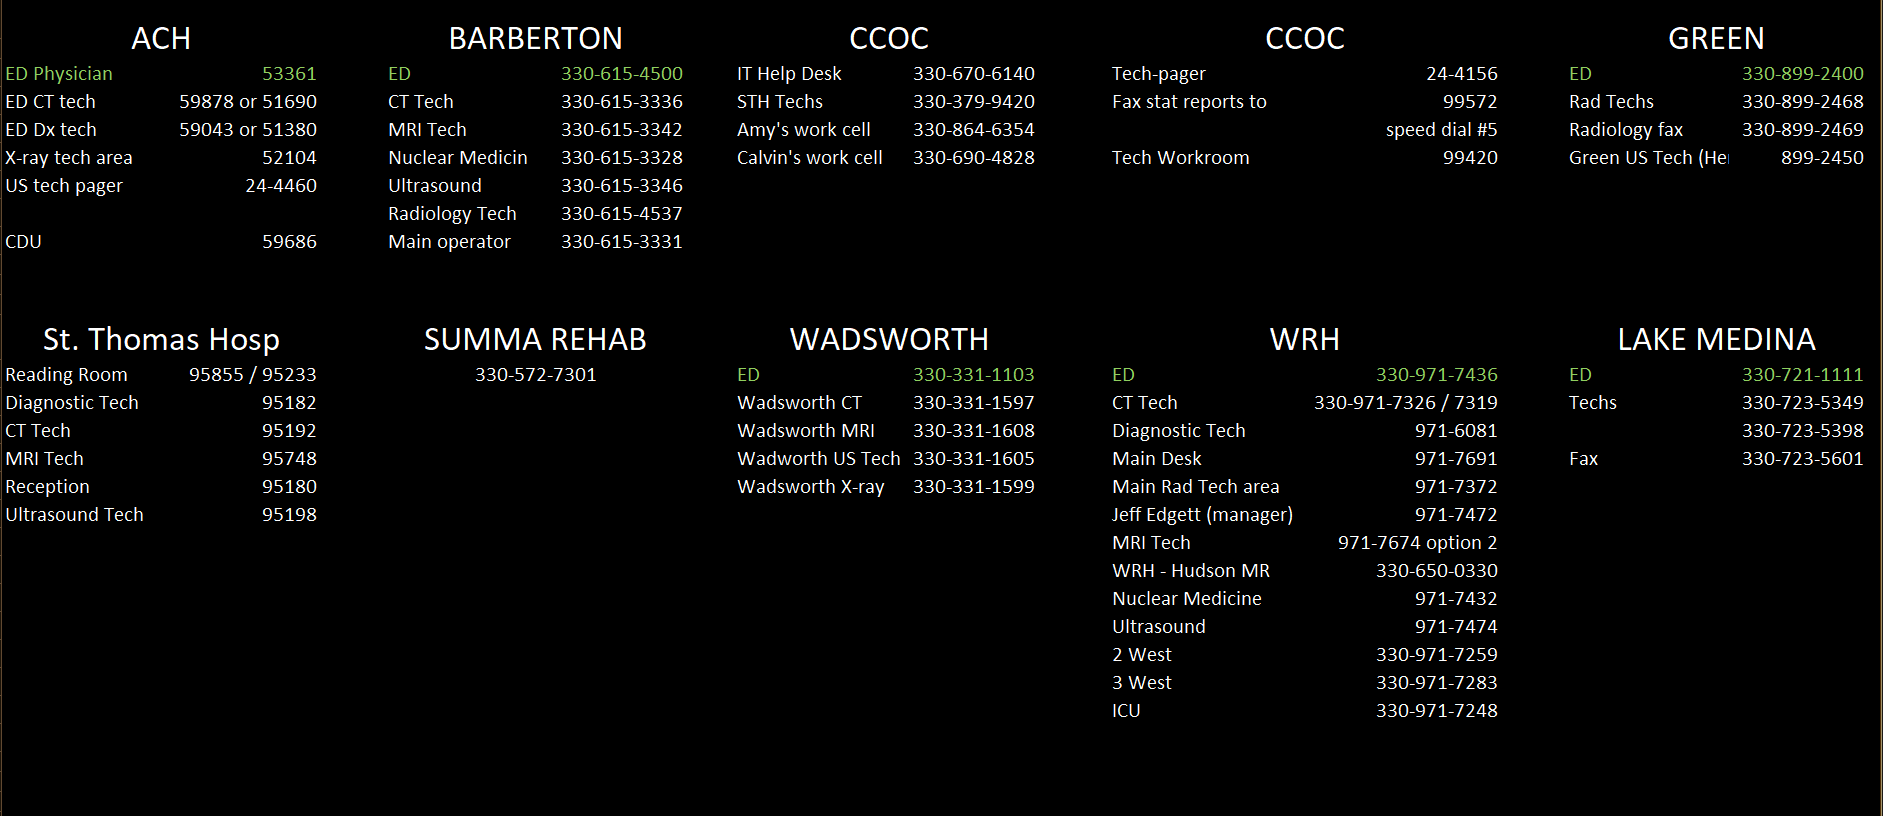 ACH
ED Physician 53361
ED CT tech 59878 or 51690
ED Dx tech 59043 or 51380
X-ray tech area 52104
US tech pager 24-4460
CDU 59686
BARBERTON
ED 330-615-4500
CT Tech 330-615-3336
MRI Tech 330-615-3342
Nuclear Medicin 330-615-3328
Ultrasound 330-615-3346
Radiology Tech 330-615-4537
Main operator 330-615-3331
CCOC
IT Help Desk 330-670-6140
STH Techs 330-379-9420
Amy's work cell 330-864-6354
Calvin's work cell 330-690-4828
CCOC
Tech-pager 24-4156
Fax stat reports to 99572
speed dial #5
Tech Workroom 99420
GREEN
ED 330-899-2400
Rad Techs 330-899-2468
Radiology fax 330-899-2469
Green US Tech (He 899-2450
St. Thomas Hosp
Reading Room 95855 / 95233
Diagnostic Tech 95182
CT Tech 95192
MRI Tech 95748
Reception 95180
Ultrasound Tech 95198
SUMMA REHAB
330-572-7301
WADSWORTH
ED 330-331-1103
Wadsworth CT 330-331-1597
Wadsworth MRI 330-331-1608
Wadworth US Tech 330-331-1605
Wadsworth X-ray 330-331-1599
WRH
ED 330-971-7436
CT Tech 330-971-7326 / 7319
Diagnostic Tech 971-6081
Main Desk 971-7691
Main Rad Tech area 971-7372
Jeff Edgett (manager) 971-7472
MRI Tech 971-7674 option 2
WRH - Hudson MR 330-650-0330
Nuclear Medicine 971-7432
Ultrasound 971-7474
2 West 330-971-7259
3 West 330-971-7283
ICU 330-971-7248
LAKE MEDINA
ED 330-721-1111
Techs 330-723-5349
330-723-5398
Fax 330-723-5601